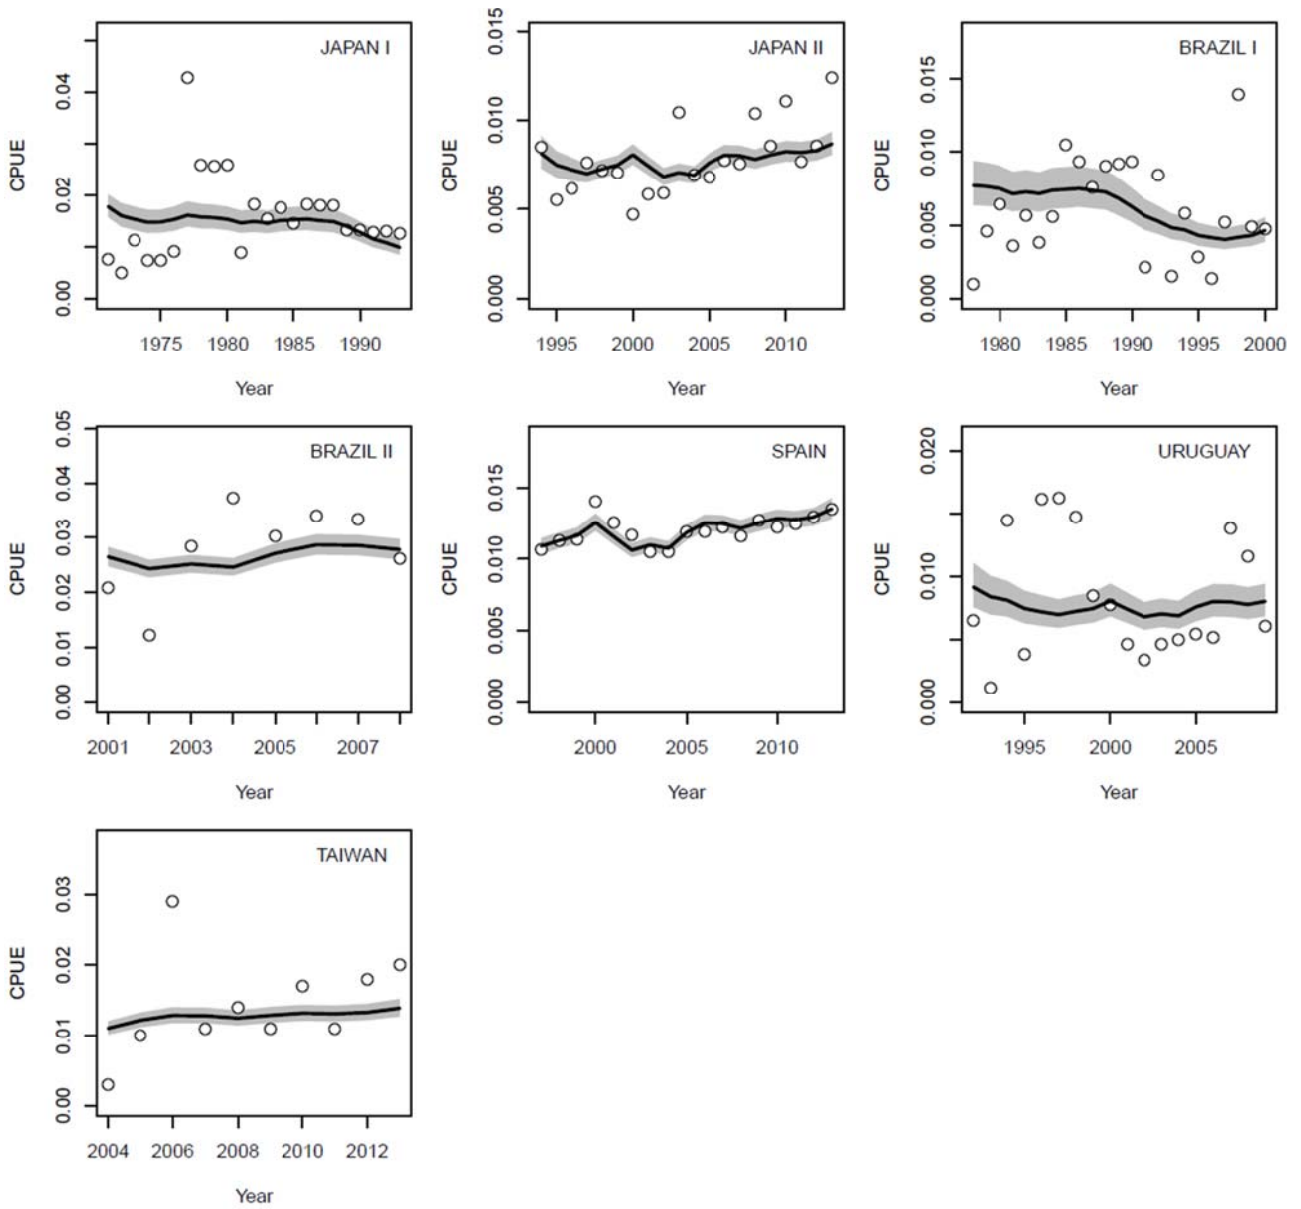 JAPAN I
CPUE
0.04
0.02
0.00
1975 1980 1985 1990
Year
JAPAN II
CPUE
0.015
0.010
0.005
0.000
1995 2000 2005 2010
Year
BRAZIL I
CPUE
0.015
0.010
0.005
0.000
1980 1985 1990 1995 2000
Year
BRAZIL II
CPUE
0.05
0.04
0.03
0.02
0.01
0.00
2001 2003 2005 2007
Year
SPAIN
CPUE
0.015
0.010
0.005
0.000
2000 2005 2010
Year
URUGUAY
CPUE
0.020
0.010
0.000
1995 2000 2005
Year
TAIWAN
CPUE
0.03
0.02
0.01
0.00
2004 2006 2008 2010 2012
Year